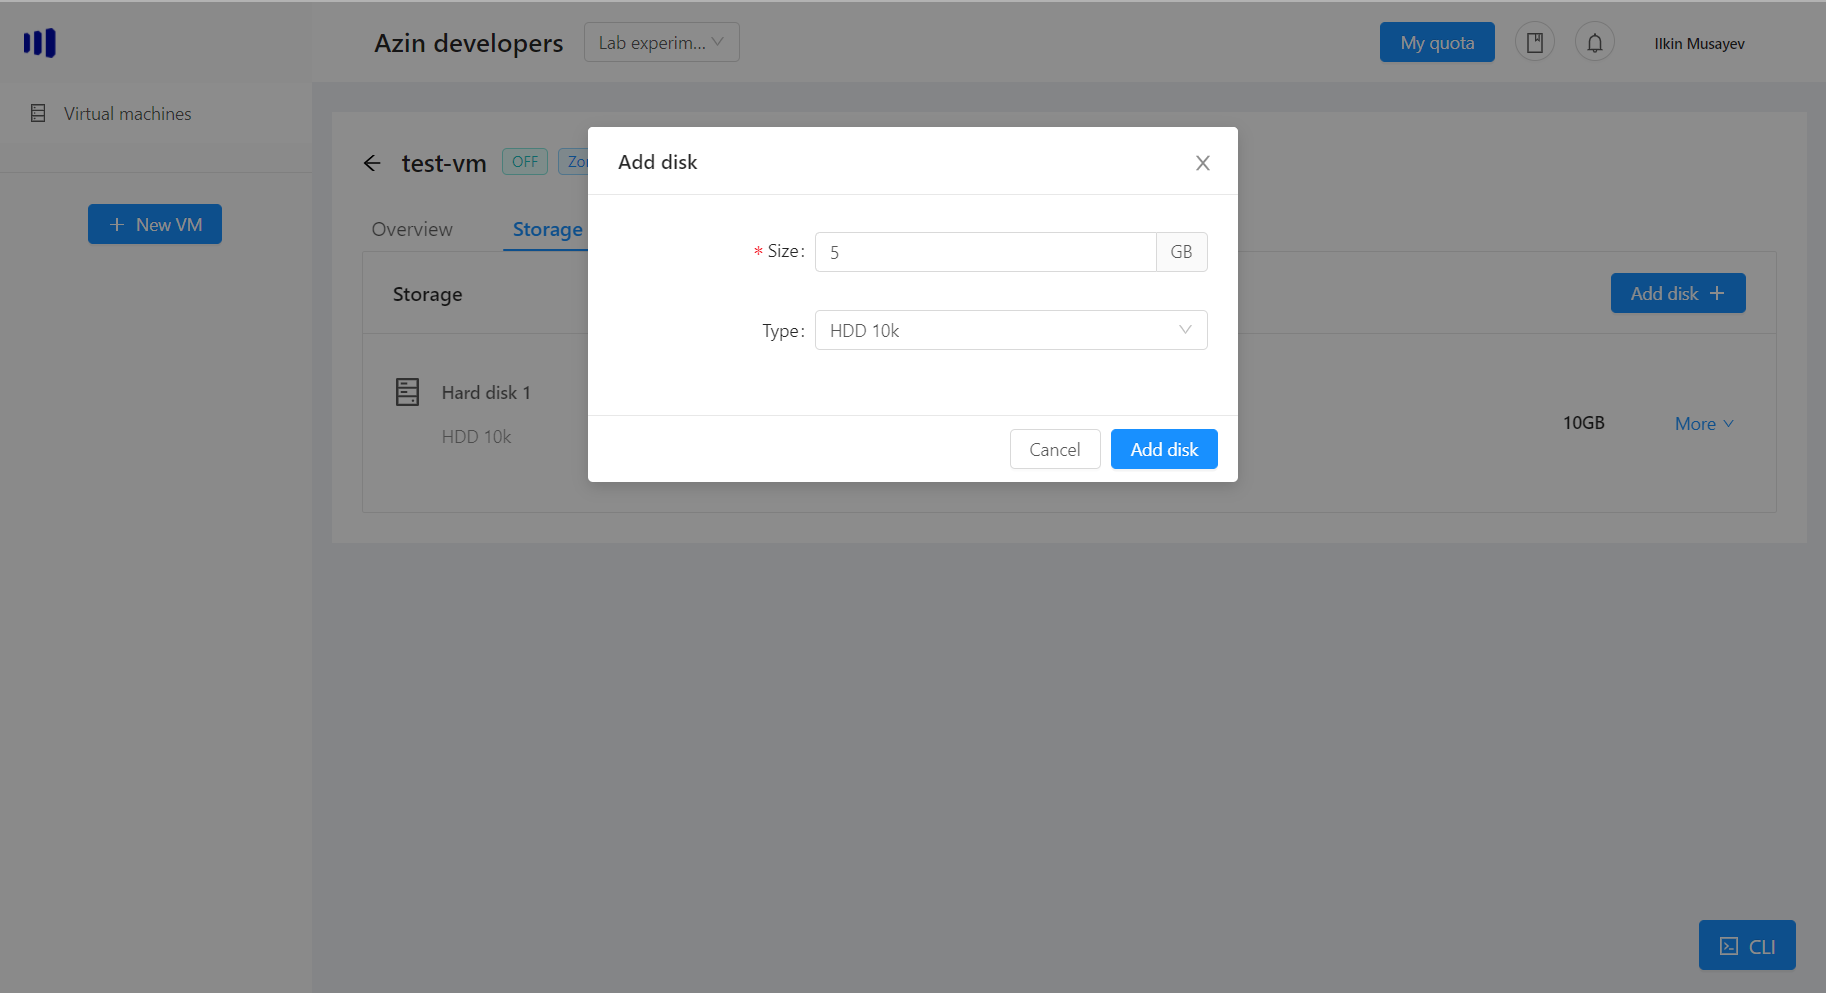 Azin developers
Lab experim...
My quota
Ilkin Musayev
Virtual machines
New VM
test-vm
OFF
Overview
Storage
Storage
Add disk
Hard disk 1
HDD 10k
10GB
More
Add disk
* Size:
5
GB
Type:
HDD 10k
Cancel
Add disk
CLI